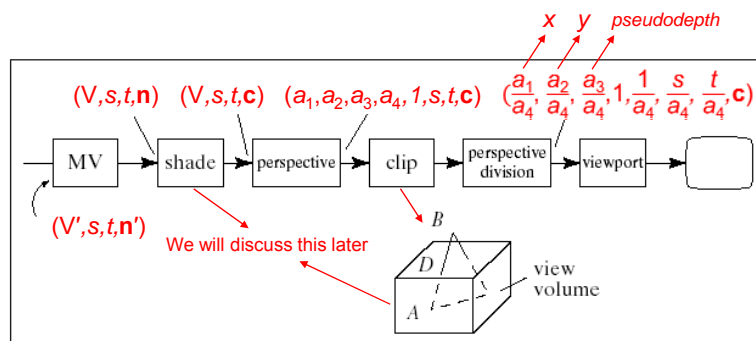 x y pseudodepth
(V,s,t,n) (V,s,t,c) (a₁,a₂,a₃,a₄,1,s,t,c) (a₁/a₄, a₂/a₄, a₃/a₄, 1, 1/a₄, s/a₄, t/a₄, c)
MV shade perspective clip perspective division viewport
(V',s,t,n')
We will discuss this later
B
D
A
view
volume